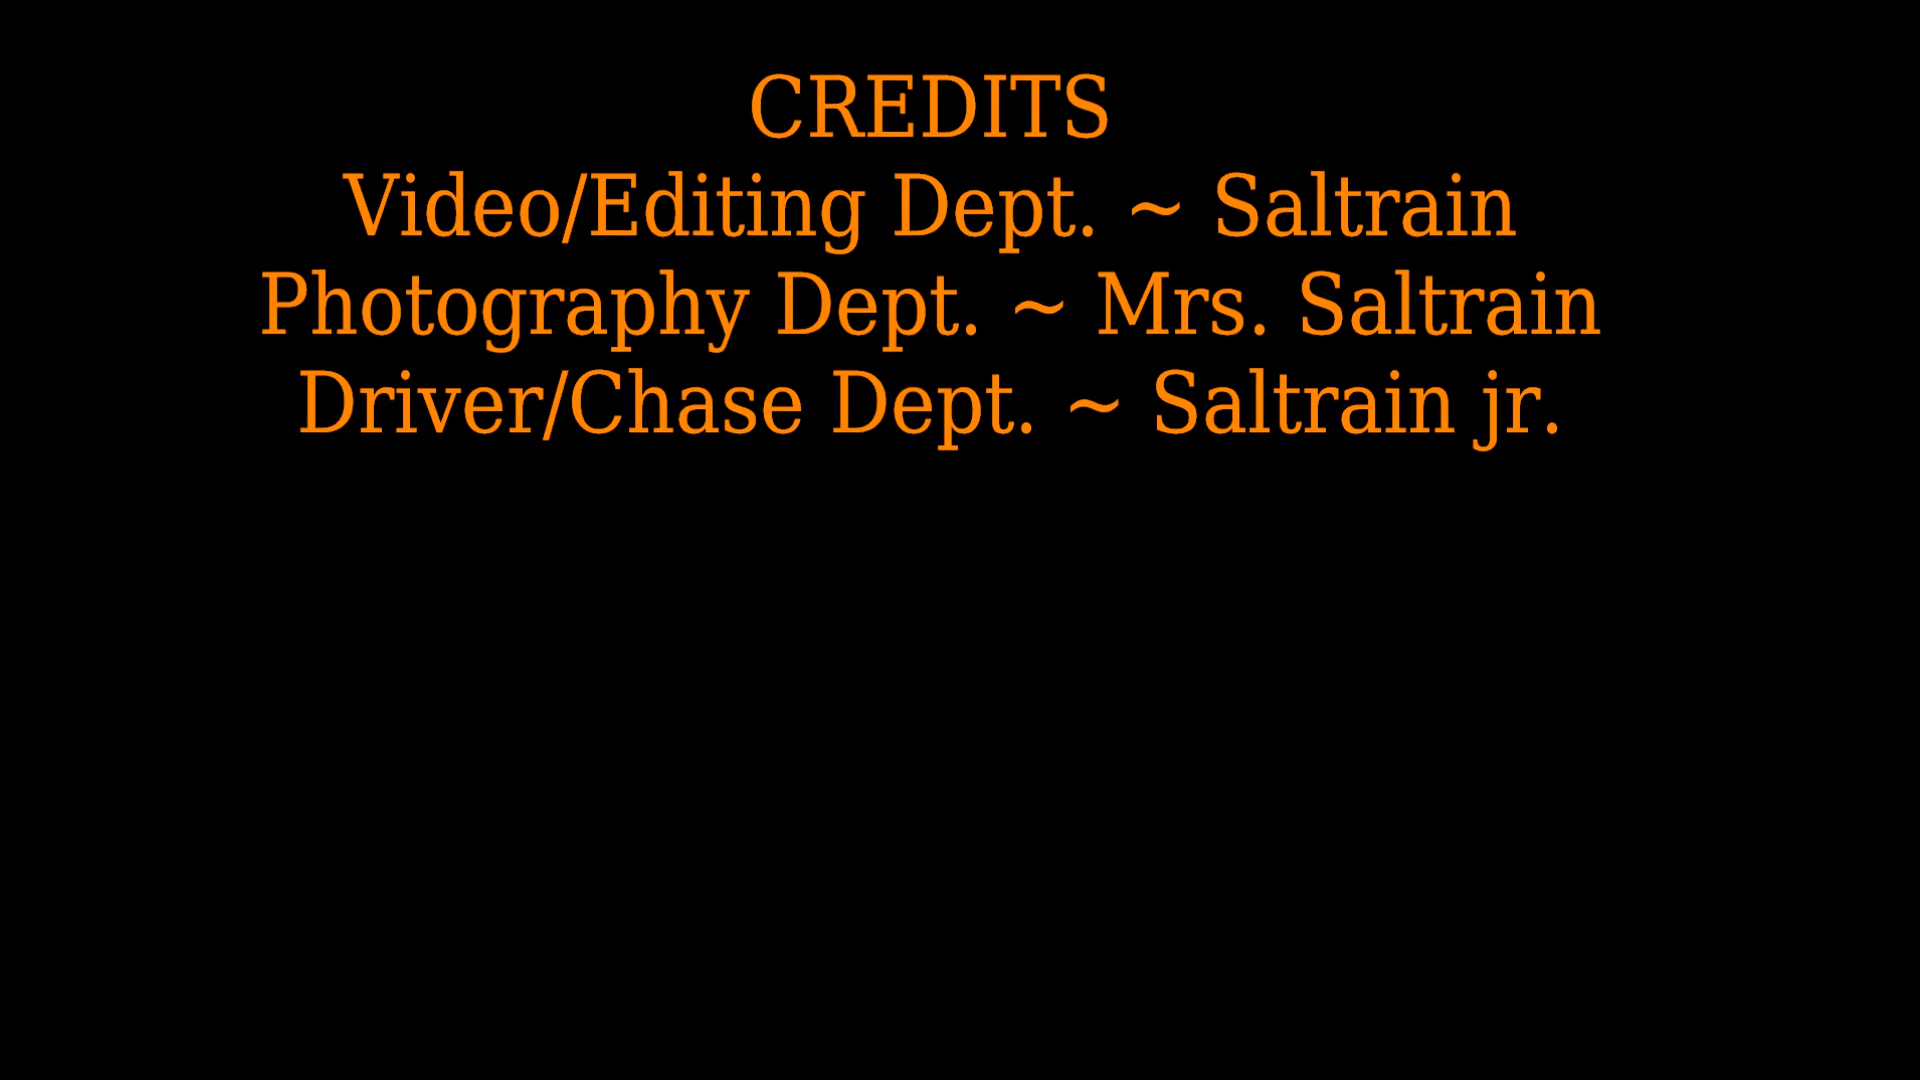 CREDITS
Video/Editing Dept. ~ Saltrain
Photography Dept. ~ Mrs. Saltrain
Driver/Chase Dept. ~ Saltrain jr.